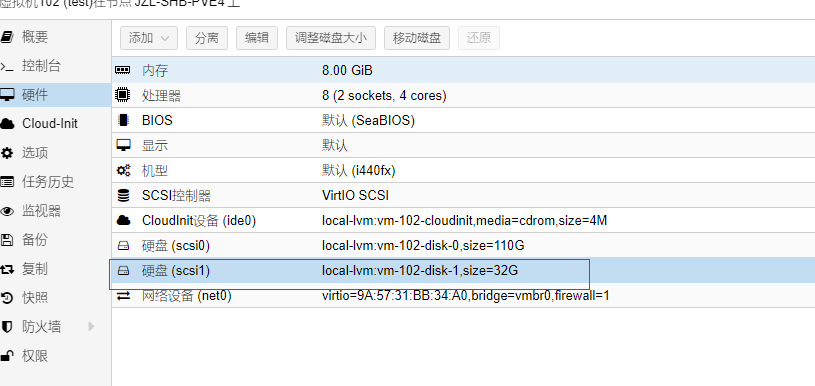 虚拟机102 (test)在节点 JZL-SHB-PVE4 上
概要
控制台
硬件
Cloud-Init
选项
任务历史
监视器
备份
复制
快照
防火墙
权限
添加 分离 编辑 调整磁盘大小 移动磁盘 还原
内存 8.00 GiB
处理器 8 (2 sockets, 4 cores)
BIOS 默认 (SeaBIOS)
显示 默认
机型 默认 (i440fx)
SCSI控制器 VirtIO SCSI
CloudInit设备 (ide0) local-lvm:vm-102-cloudinit,media=cdrom,size=4M
硬盘 (scsi0) local-lvm:vm-102-disk-0,size=110G
硬盘 (scsi1) local-lvm:vm-102-disk-1,size=32G
网络设备 (net0) virtio=9A:57:31:BB:34:A0,bridge=vmbr0,firewall=1